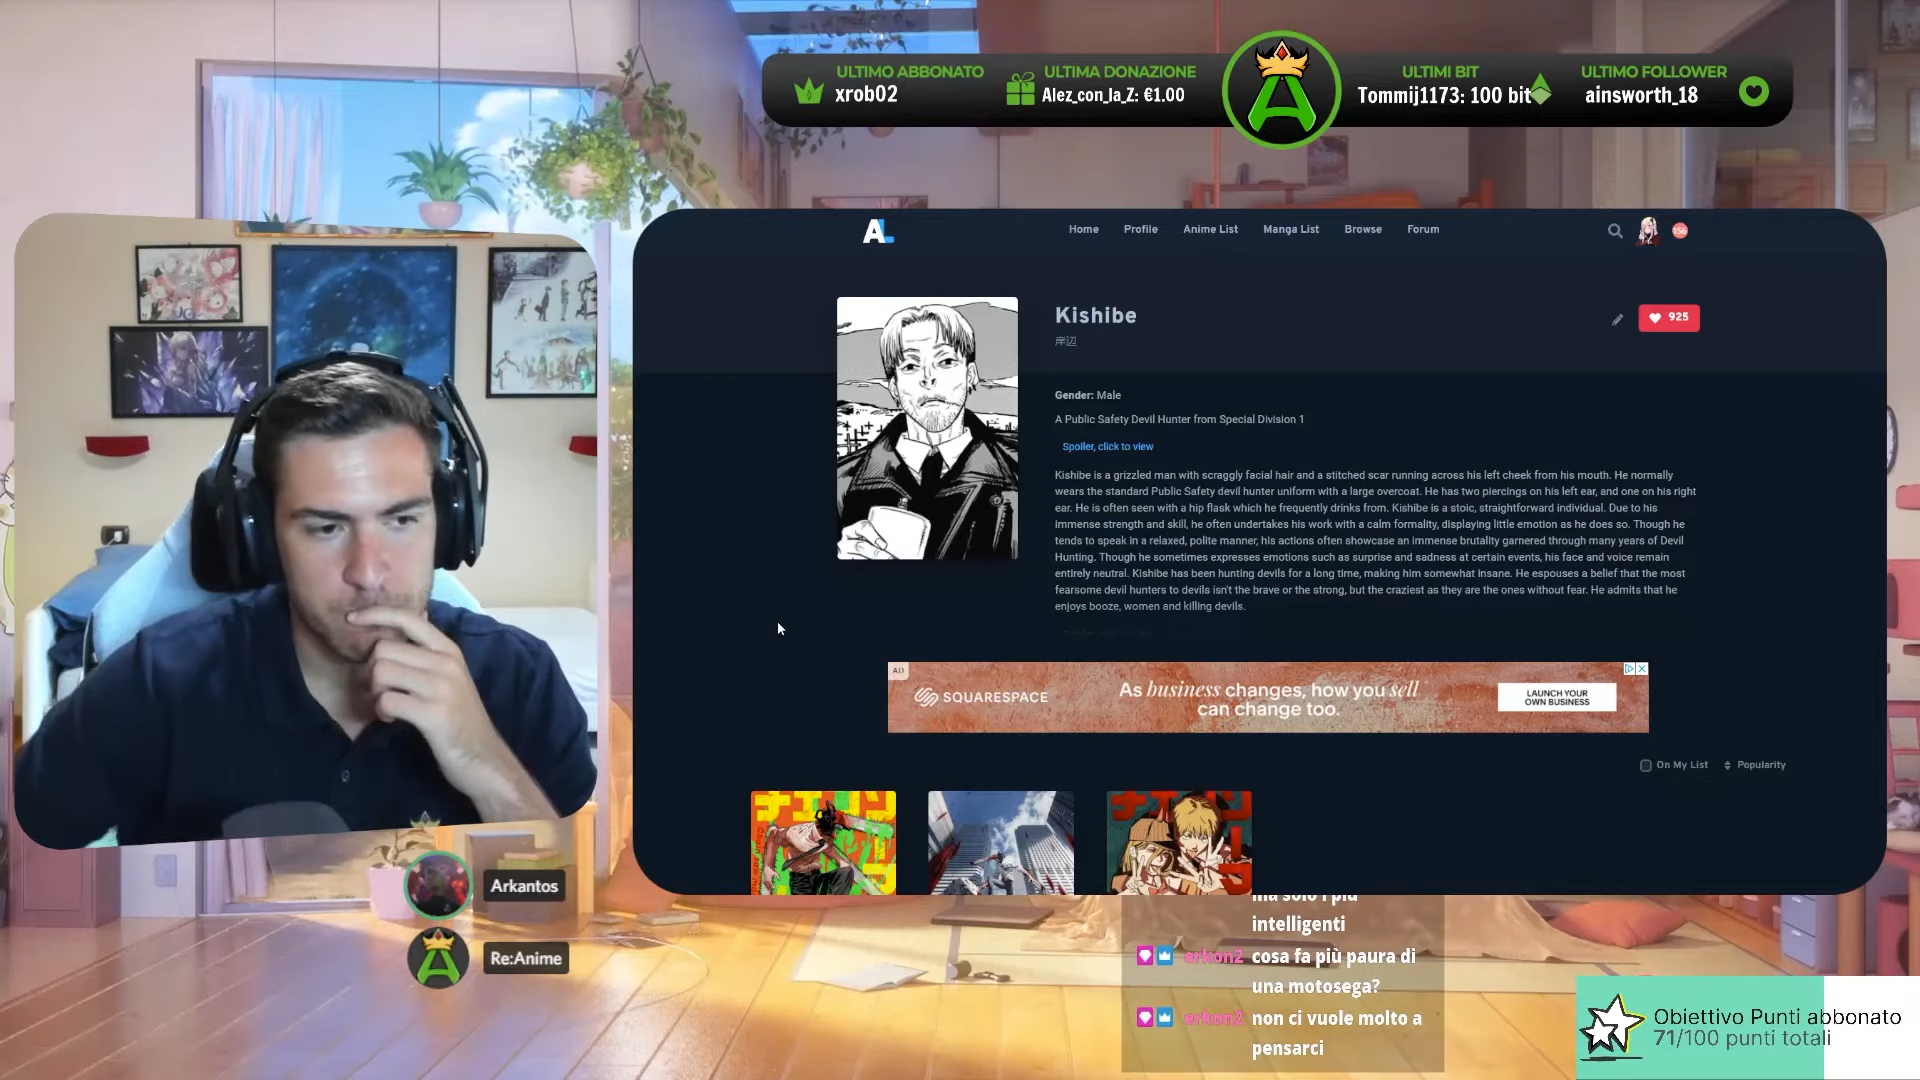 ULTIMO ABBONATO
xrob02
ULTIMA DONAZIONE
Alez_con_la_Z: €1.00
ULTIMI BIT
Tommij1173: 100 bit
ULTIMO FOLLOWER
ainsworth_18
Home
Profile
Anime List
Manga List
Browse
Forum
156
Kishibe
岸辺
925
Gender: Male
A Public Safety Devil Hunter from Special Division 1
Spoiler, click to view
Kishibe is a grizzled man with scraggly facial hair and a stitched scar running across his left cheek from his mouth. He normally
wears the standard Public Safety devil hunter uniform with a large overcoat. He has two piercings on his left ear, and one on his right
ear. He is often seen with a hip flask which he frequently drinks from. Kishibe is a stoic, straightforward individual. Due to his
immense strength and skill, he often undertakes his work with a calm formality, displaying little emotion as he does so. Though he
tends to speak in a relaxed, polite manner, his actions often showcase an immense brutality garnered through many years of Devil
Hunting. Though he sometimes expresses emotions such as surprise and sadness at certain events, his face and voice remain
entirely neutral. Kishibe has been hunting devils for a long time, making him somewhat insane. He espouses a belief that the most
fearsome devil hunters to devils isn't the brave or the strong, but the craziest as they are the ones without fear. He admits that he
enjoys booze, women and killing devils.
AD
SQUARESPACE
As business changes, how you sell
can change too.
LAUNCH YOUR
OWN BUSINESS
On My List
Popularity
Arkantos
Re:Anime
ma solo i più
intelligenti
orkon2 cosa fa più paura di
una motosega?
orkon2 non ci vuole molto a
pensarci
Obiettivo Punti abbonato
71/100 punti totali